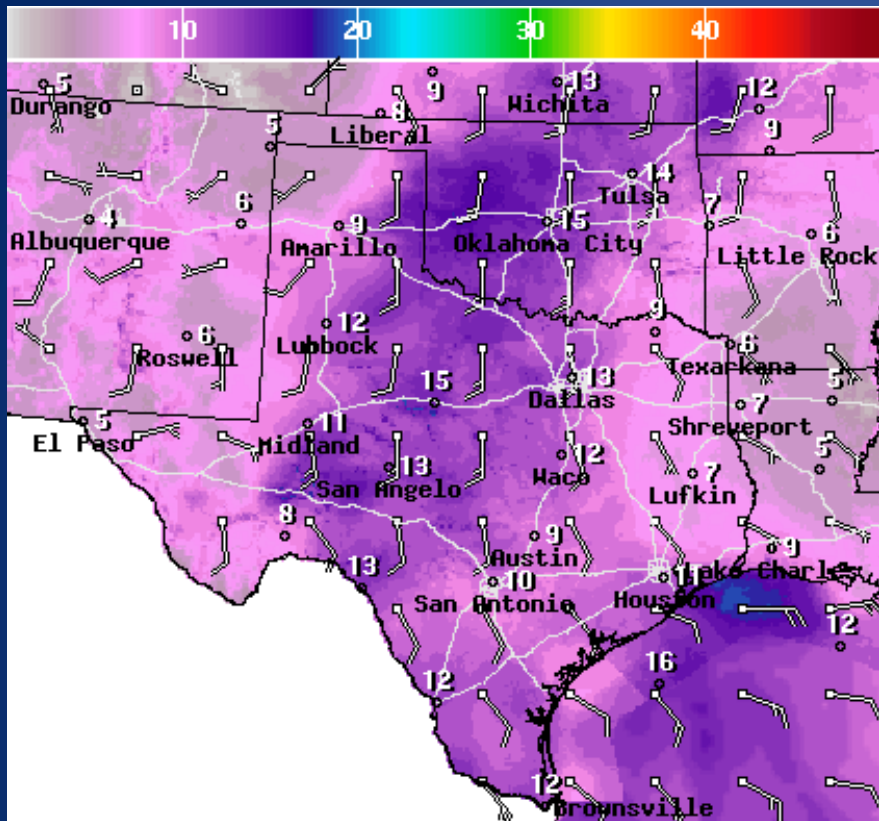 10 20 30 40
5 9 13 12
Durango Wichita
8 9
Liberal
5
14
Tulsa
4 6 9 15 7 6
Albuquerque Amarillo Oklahoma City Little Rock
12 9
6 6
Roswell Lubbock Texarkana
15 13 5
Dallas 7
5 11 Shreveport
El Paso Midland
13 12 7 5
San Angelo Waco Lufkin
8 9 9
Austin
13 10 11 Lake Charles
San Antonio Houston
12
16
12
12
Brownsville